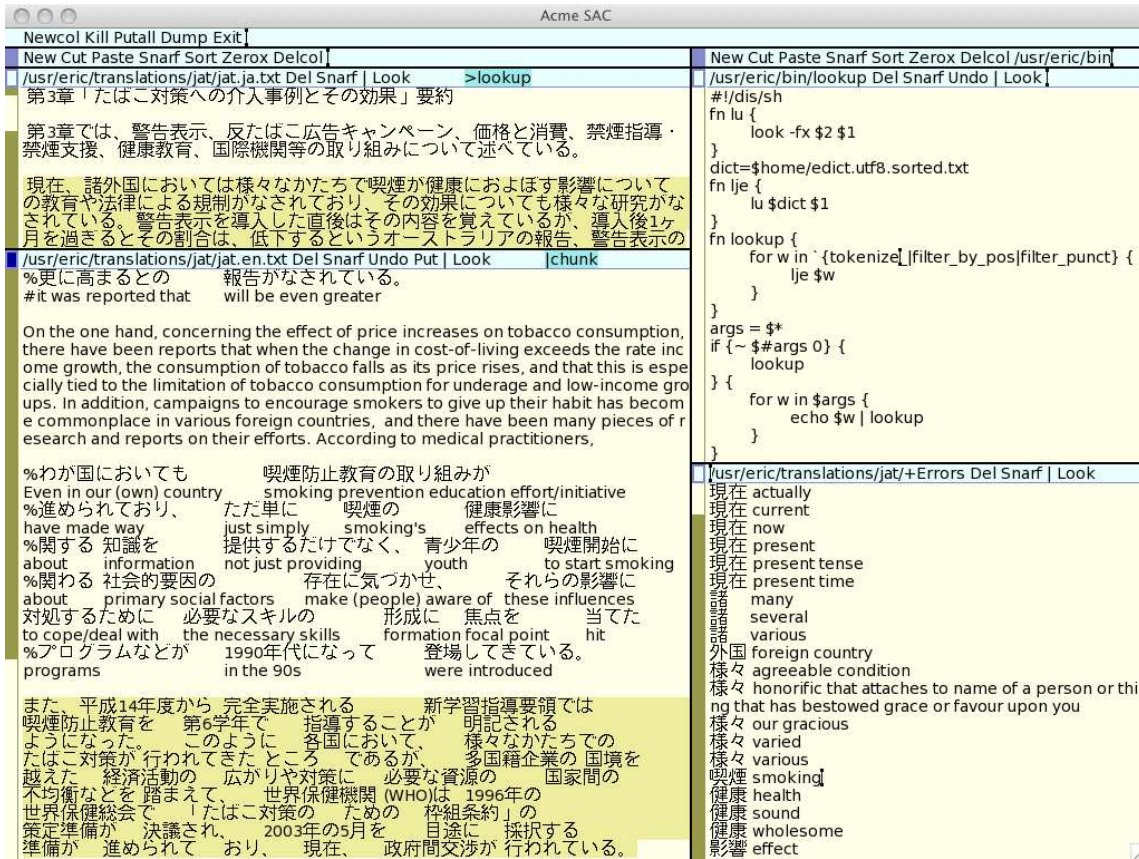 Acme SAC
Newcol Kill Putall Dump Exit
New Cut Paste Snarf Sort Zerox Delcol
/usr/eric/translations/jat/jat.ja.txt Del Snarf | Look >lookup
第3章「たばこ対策への介入事例とその効果」要約
第3章では、警告表示、反たばこ広告キャンペーン、価格と消費、禁煙指導・
禁煙支援、健康教育、国際機関等の取り組みについて述べている。
現在、諸外国においては様々なかたちで喫煙が健康におよぼす影響について
の教育や法律による規制がなされており、その効果についても様々な研究がな
されている。警告表示を導入した直後はその内容を覚えているが、導入後1ヶ
月を過ぎるとその割合は、低下するというオーストラリアの報告、警告表示の
/usr/eric/translations/jat/jat.en.txt Del Snarf Undo Put | Look |chunk
%更に高まるとの 報告がなされている。
#it was reported that will be even greater
On the one hand, concerning the effect of price increases on tobacco consumption,
there have been reports that when the change in cost-of-living exceeds the rate inc
ome growth, the consumption of tobacco falls as its price rises, and that this is espe
cially tied to the limitation of tobacco consumption for underage and low-income gro
ups. In addition, campaigns to encourage smokers to give up their habit has becom
e commonplace in various foreign countries, and there have been many pieces of r
esearch and reports on their efforts. According to medical practitioners,
%わが国においても 喫煙防止教育の取り組みが
Even in our (own) country smoking prevention education effort/initiative
%進められており、 ただ単に 喫煙の 健康影響に
have made way just simply smoking's effects on health
%関する 知識を 提供するだけでなく、 青少年の 喫煙開始に
about information not just providing youth to start smoking
%関わる 社会的要因の 存在に気づかせ、 それらの影響に
about primary social factors make (people) aware of these influences
対処するために 必要なスキルの 形成に 焦点を 当てた
to cope/deal with the necessary skills formation focal point hit
%プログラムなどが 1990年代になって 登場してきている。
programs in the 90s were introduced
また、平成14年度から 完全実施される 新学習指導要領では
喫煙防止教育を 第6学年で 指導することが 明記される
ようになった。 このように 各国において、 様々なかたちでの
たばこ対策が 行われてきた ところ であるが、 多国籍企業の 国境を
越えた 経済活動の 広がりや対策に 必要な資源の 国家間の
不均衡などを 踏まえて、 世界保健機関 (WHO)は 1996年の
世界保健総会で 「たばこ対策の ための 枠組条約」の
策定準備が 決議され、 2003年の5月を 目途に 採択する
準備が 進められて おり、 現在、 政府間交渉が 行われている。
New Cut Paste Snarf Sort Zerox Delcol /usr/eric/bin
/usr/eric/bin/lookup Del Snarf Undo | Look
#!/dis/sh
fn lu {
look -fx $2 $1
}
dict=$home/edict.utf8.sorted.txt
fn lje {
lu $dict $1
}
fn lookup {
for w in `{tokenize_|filter_by_pos|filter_punct} {
lje $w
}
}
args = $*
if {~ $#args 0} {
lookup
} {
for w in $args {
echo $w | lookup
}
}
/usr/eric/translations/jat/+Errors Del Snarf | Look
現在 actually
現在 current
現在 now
現在 present
現在 present tense
現在 present time
諸 many
諸 several
諸 various
外国 foreign country
様々 agreeable condition
様々 honorific that attaches to name of a person or thi
ng that has bestowed grace or favour upon you
様々 our gracious
様々 varied
様々 various
喫煙 smoking
健康 health
健康 sound
健康 wholesome
影響 effect